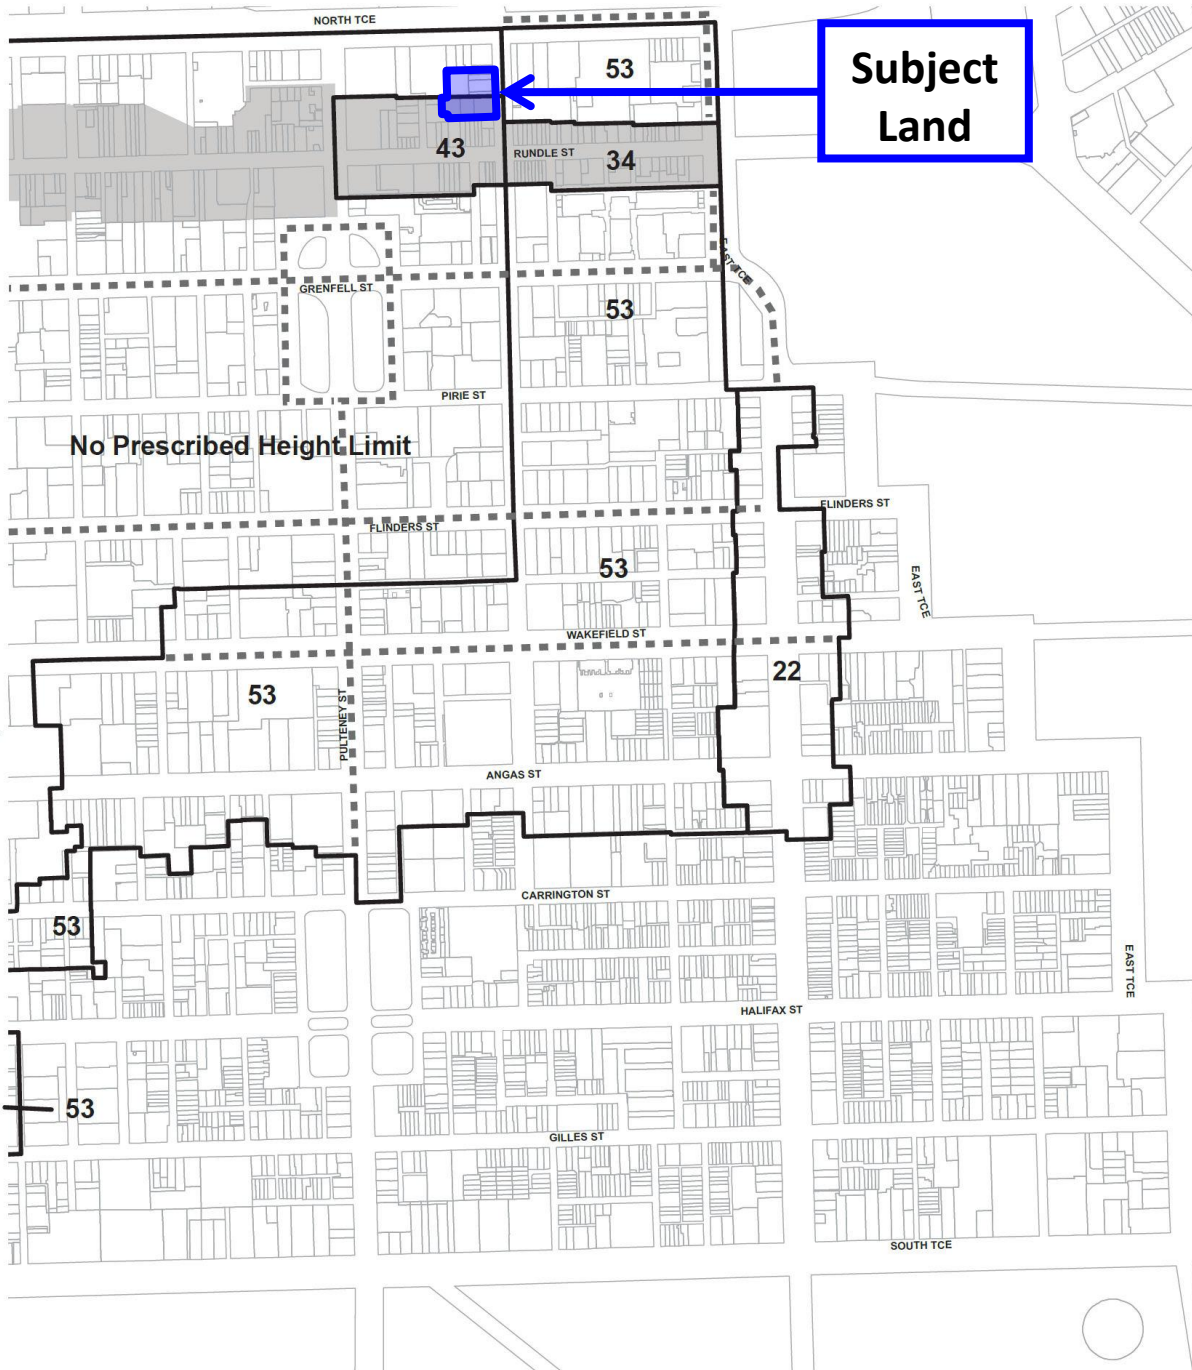 NORTH TCE
53
Subject
Land
43
RUNDLE ST
34
EAST TCE
GRENFELL ST
53
PIRIE ST
No Prescribed Height Limit
FLINDERS ST
FLINDERS ST
53
EAST TCE
WAKEFIELD ST
22
53
PULTENEY ST
ANGAS ST
CARRINGTON ST
53
EAST TCE
HALIFAX ST
53
GILLES ST
SOUTH TCE